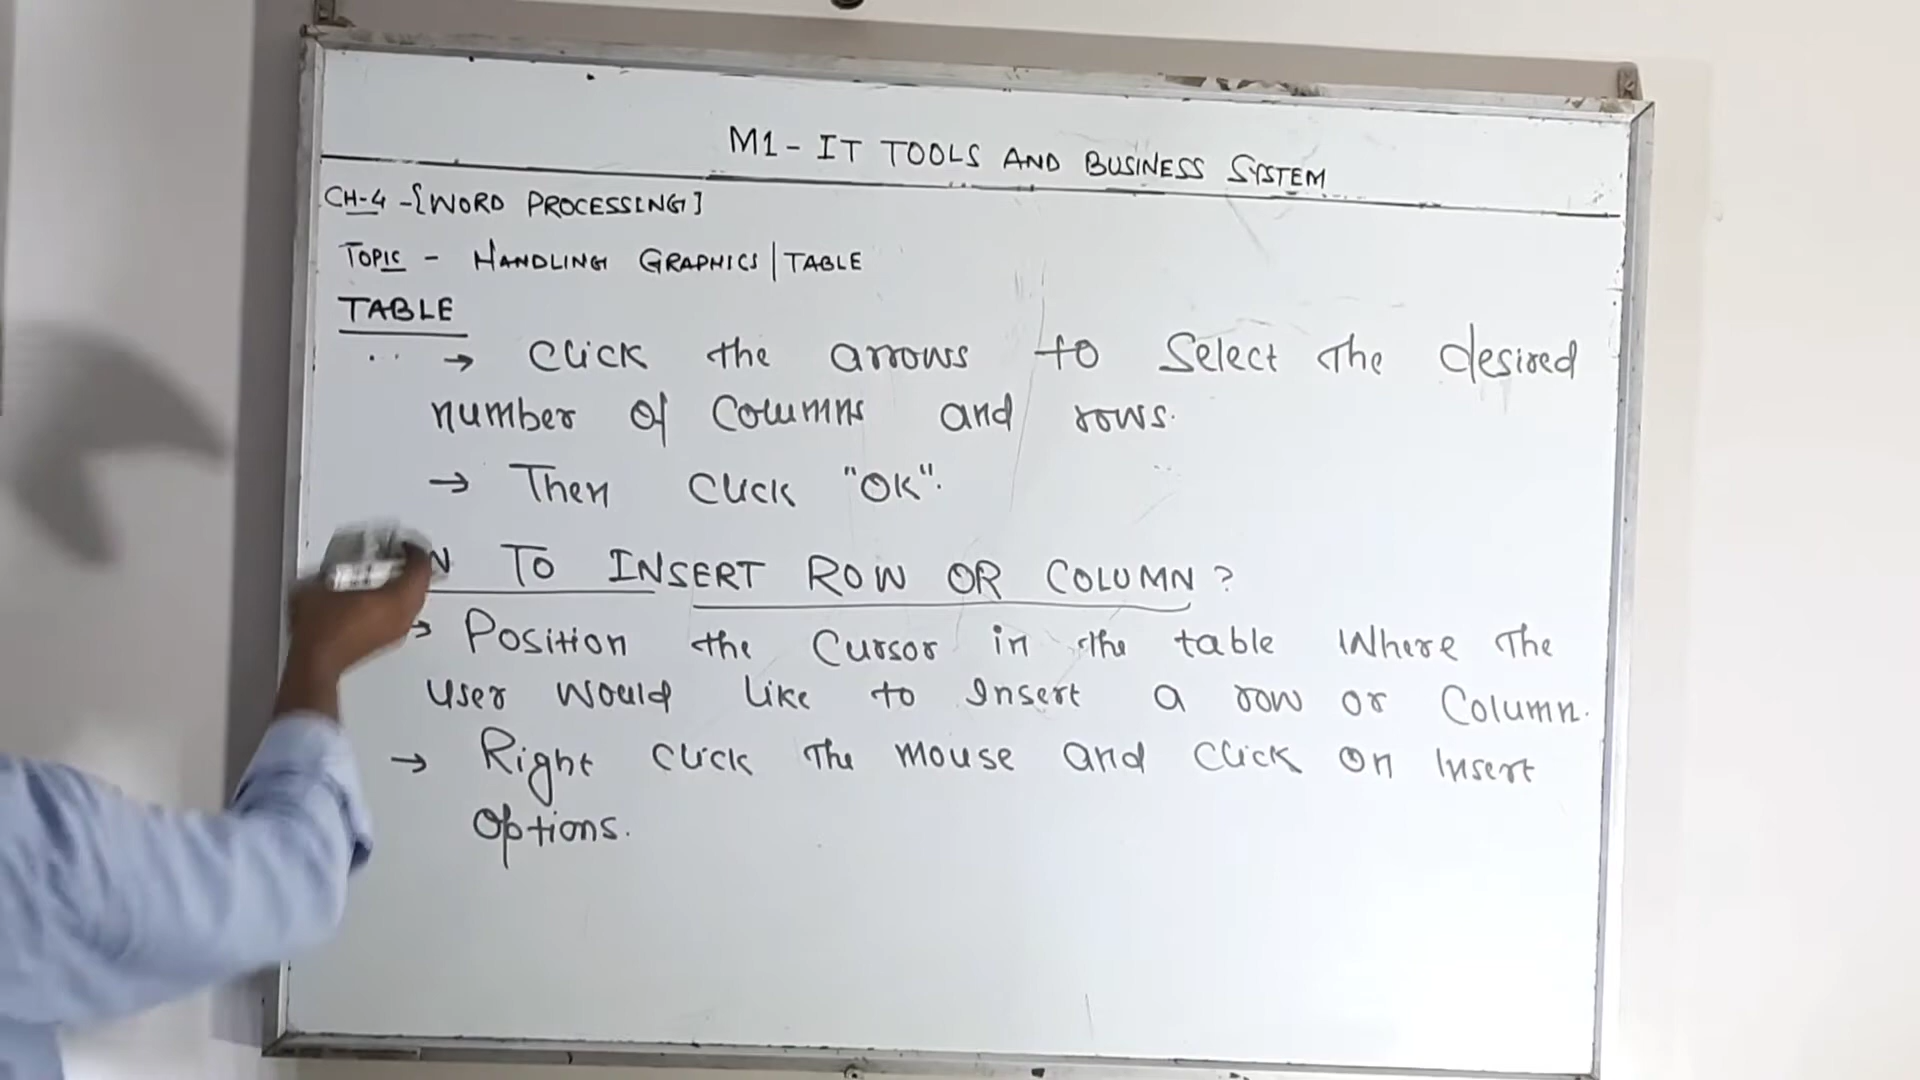 M1 - IT TOOLS AND BUSINESS SYSTEM
CH-4 -[WORD PROCESSING]
TOPIC - HANDLING GRAPHICS | TABLE
TABLE
→ Click the arrows to Select the desired
number of Columns and rows.
→ Then Click "OK".
TO INSERT ROW OR COLUMN ?
→ Position the Cursor in the table Where The
User Would like to Insert a row or Column.
→ Right Click The mouse and Click on Insert
Options.